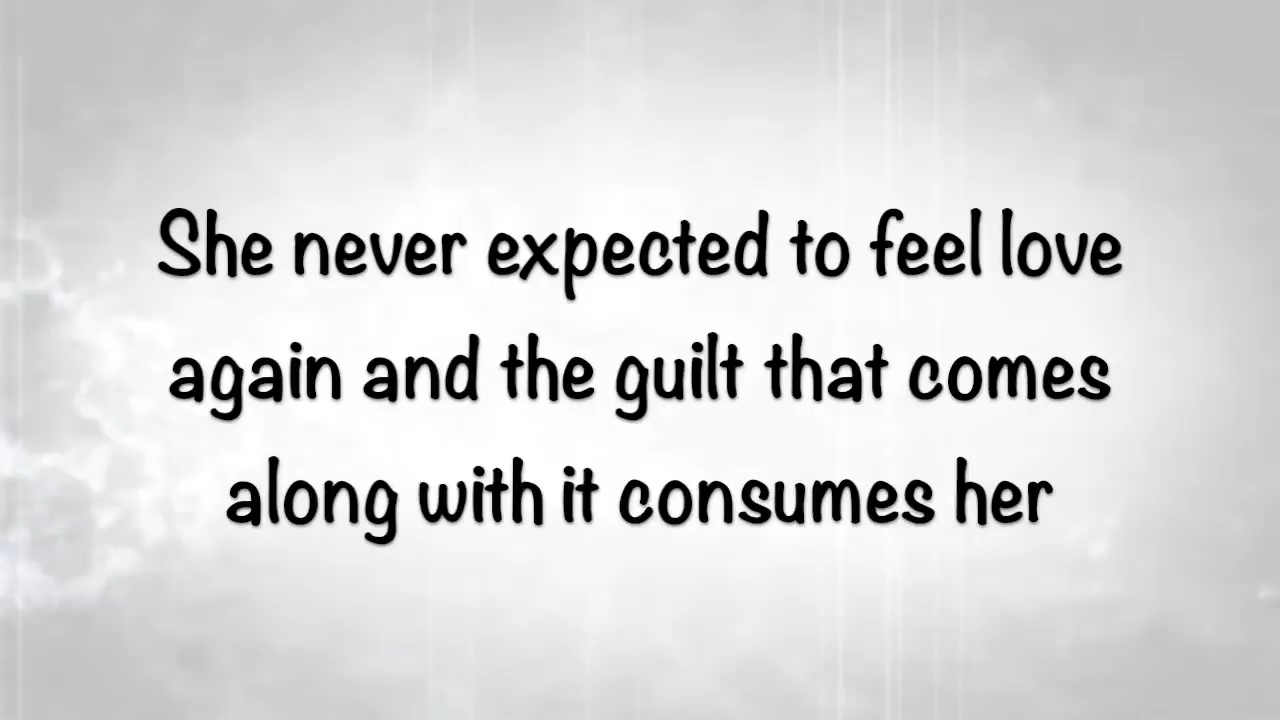 She never expected to feel love
again and the guilt that comes
along with it consumes her